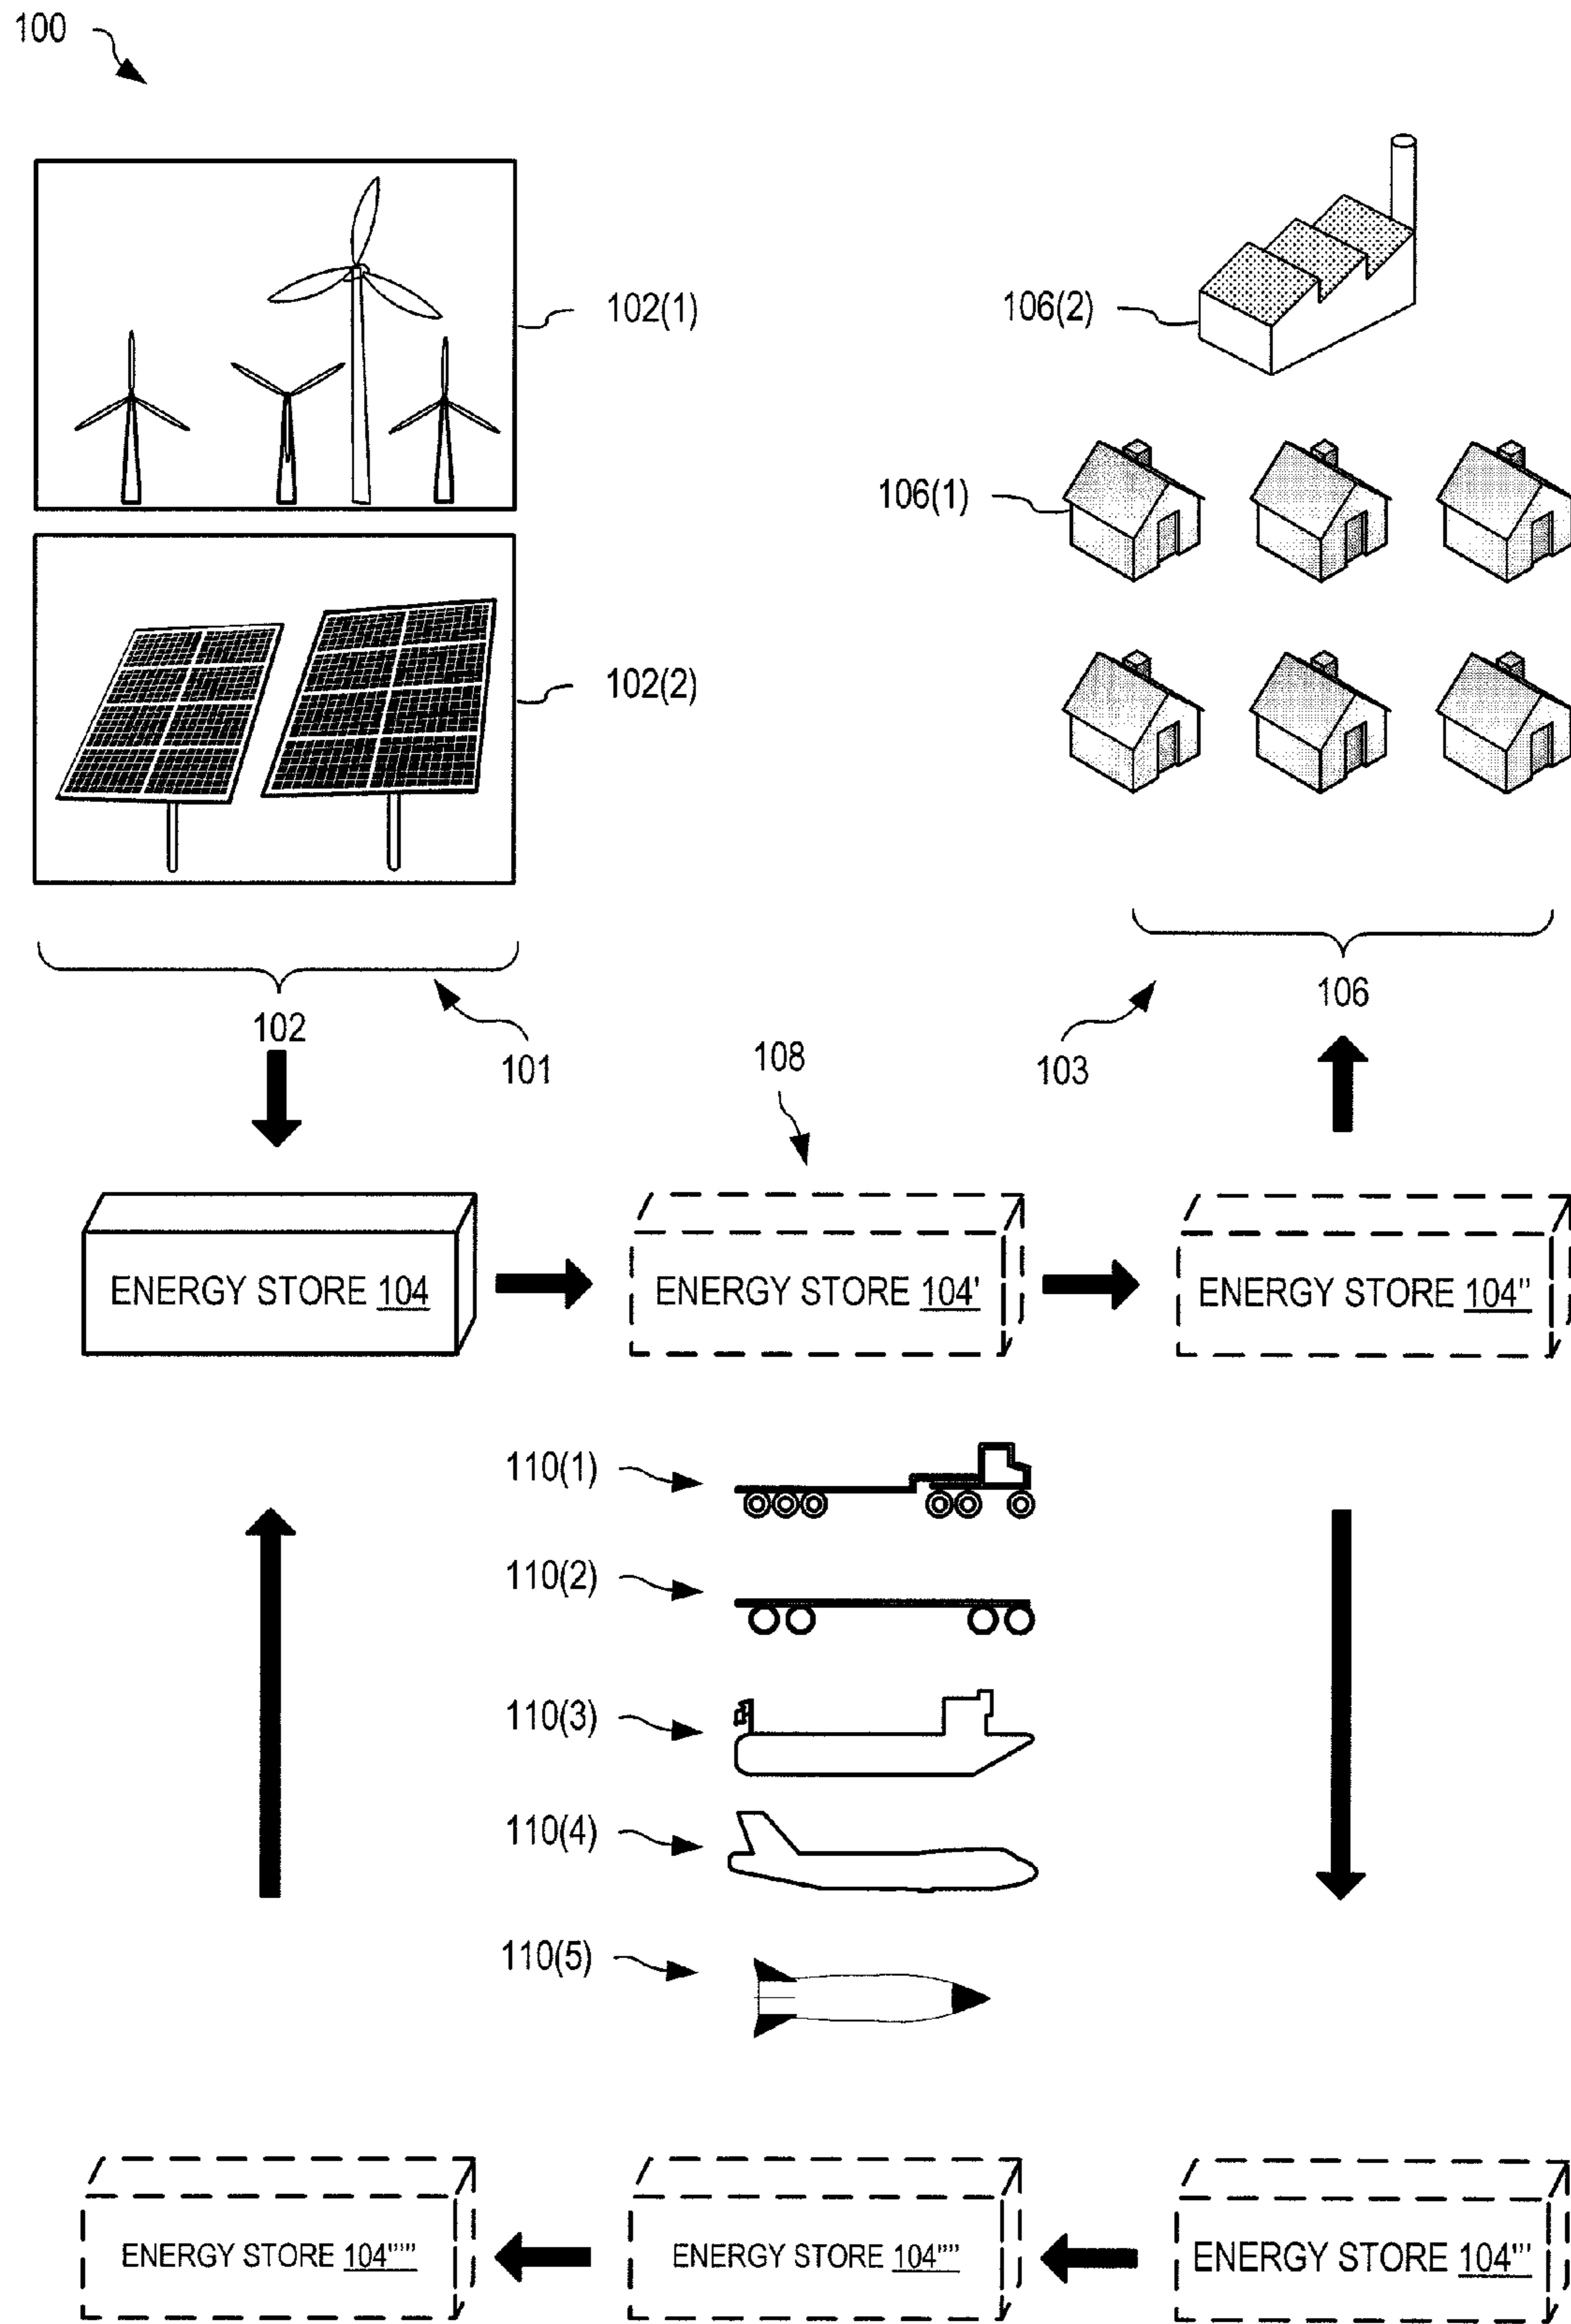 100
102(1)
106(2)
106(1)
102(2)
102
101
108
103
106
ENERGY STORE 104
ENERGY STORE 104'
ENERGY STORE 104"
110(1)
110(2)
110(3)
110(4)
110(5)
ENERGY STORE 104"'"
ENERGY STORE 104""
ENERGY STORE 104"'